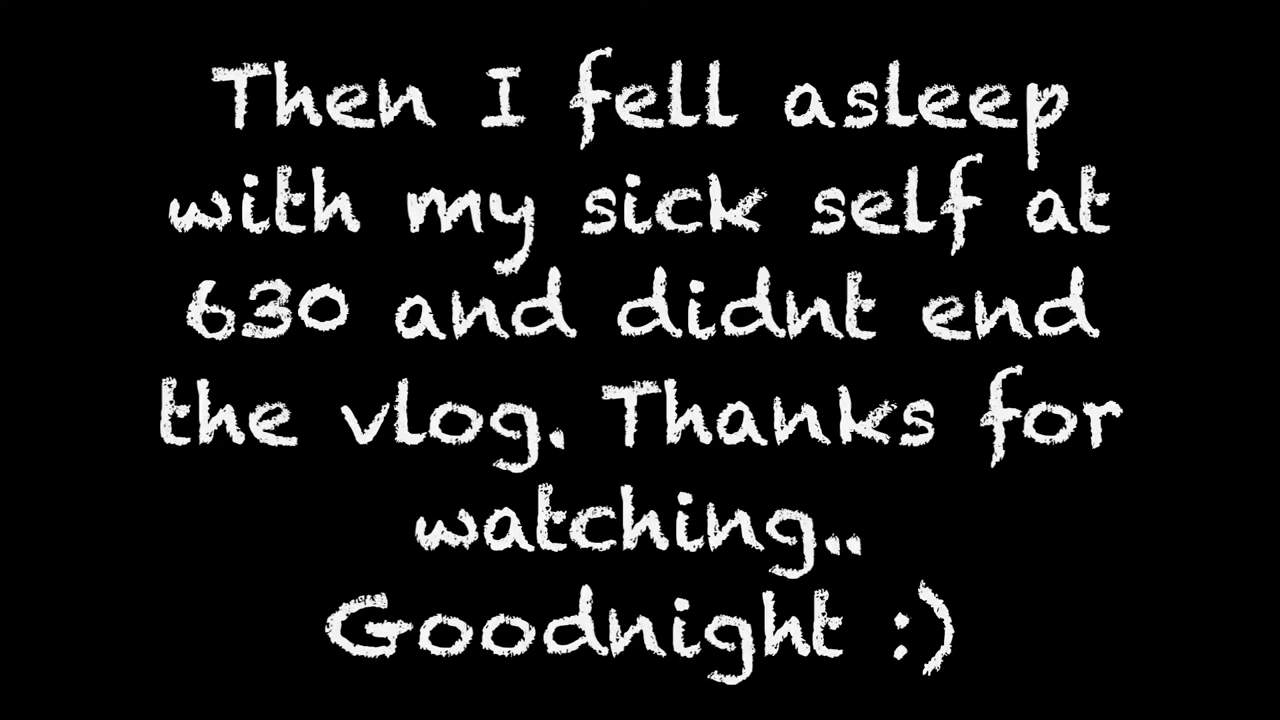 Then I fell asleep
with my sick self at
630 and didnt end
the vlog. Thanks for
watching..
Goodnight :)